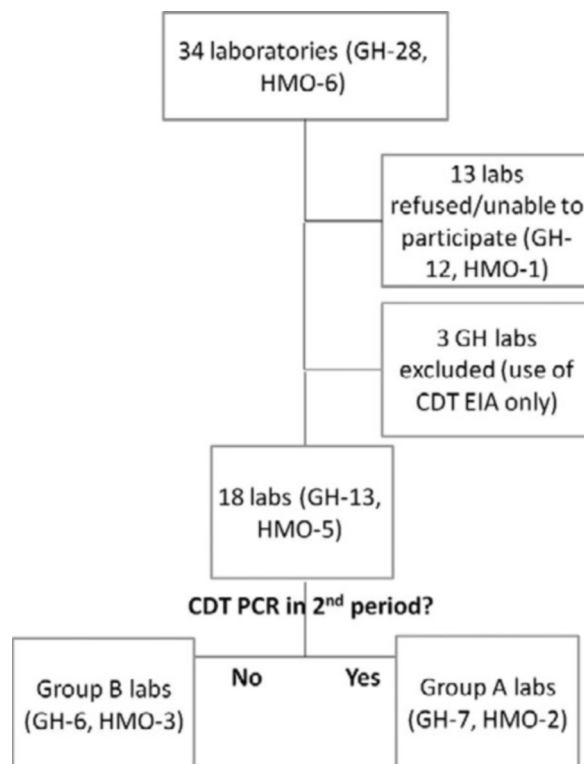 34 laboratories (GH-28,
HMO-6)
13 labs
refused/unable to
participate (GH-
12, HMO-1)
3 GH labs
excluded (use of
CDT EIA only)
18 labs (GH-13,
HMO-5)
CDT PCR in 2nd period?
No
Yes
Group B labs
(GH-6, HMO-3)
Group A labs
(GH-7, HMO-2)